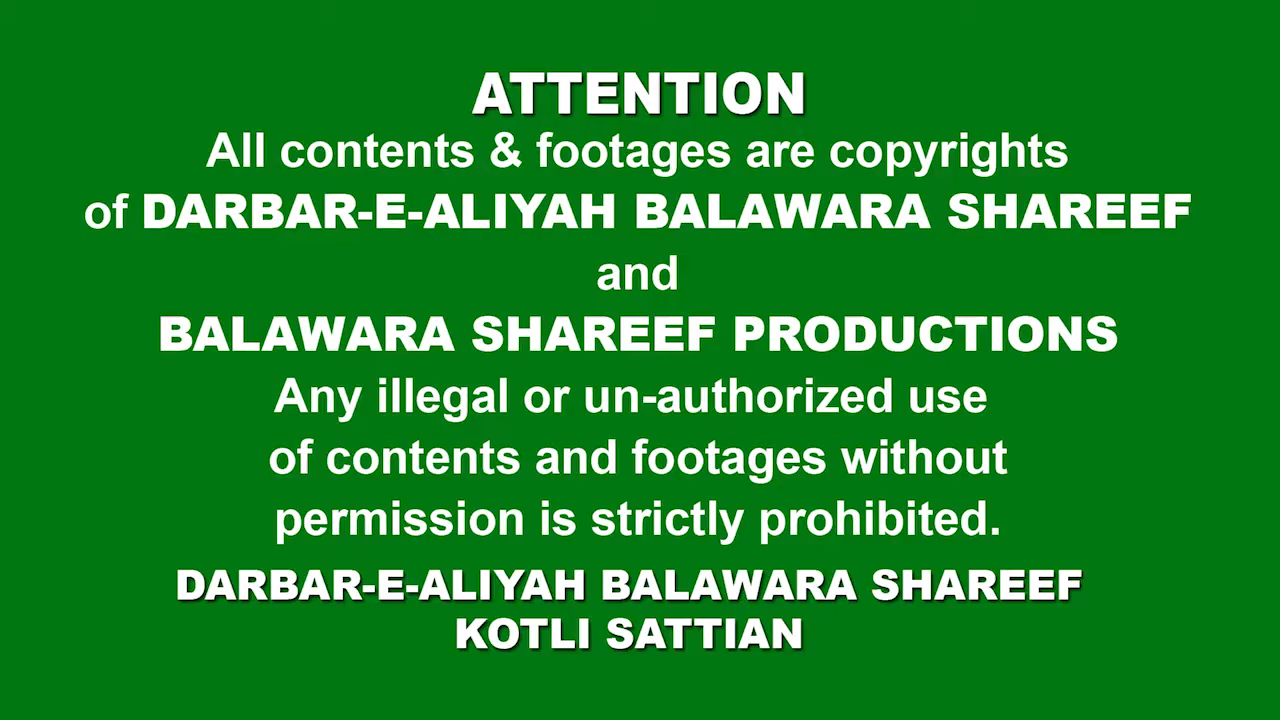 ATTENTION
All contents & footages are copyrights
of DARBAR-E-ALIYAH BALAWARA SHAREEF
and
BALAWARA SHAREEF PRODUCTIONS
Any illegal or un-authorized use
of contents and footages without
permission is strictly prohibited.
DARBAR-E-ALIYAH BALAWARA SHAREEF
KOTLI SATTIAN